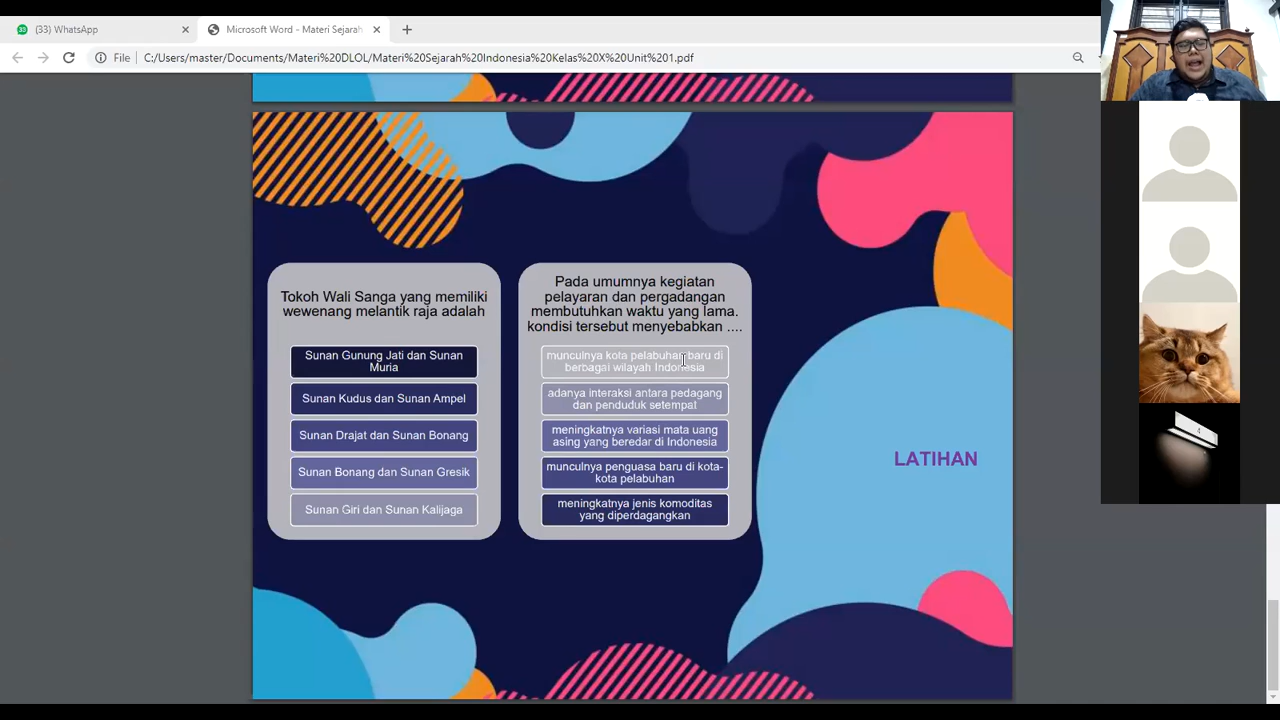 (33) WhatsApp
Microsoft Word - Materi Sejarah
File
C:/Users/master/Documents/Materi%20DLOL/Materi%20Sejarah%20Indonesia%20Kelas%20X%20Unit%201.pdf
Tokoh Wali Sanga yang memiliki
wewenang melantik raja adalah
Sunan Gunung Jati dan Sunan
Muria
Sunan Kudus dan Sunan Ampel
Sunan Drajat dan Sunan Bonang
Sunan Bonang dan Sunan Gresik
Sunan Giri dan Sunan Kalijaga
Pada umumnya kegiatan
pelayaran dan pergadangan
membutuhkan waktu yang lama.
kondisi tersebut menyebabkan ....
munculnya kota pelabuhan baru di
berbagai wilayah Indonesia
adanya interaksi antara pedagang
dan penduduk setempat
meningkatnya variasi mata uang
asing yang beredar di Indonesia
munculnya penguasa baru di kota-
kota pelabuhan
meningkatnya jenis komoditas
yang diperdagangkan
LATIHAN